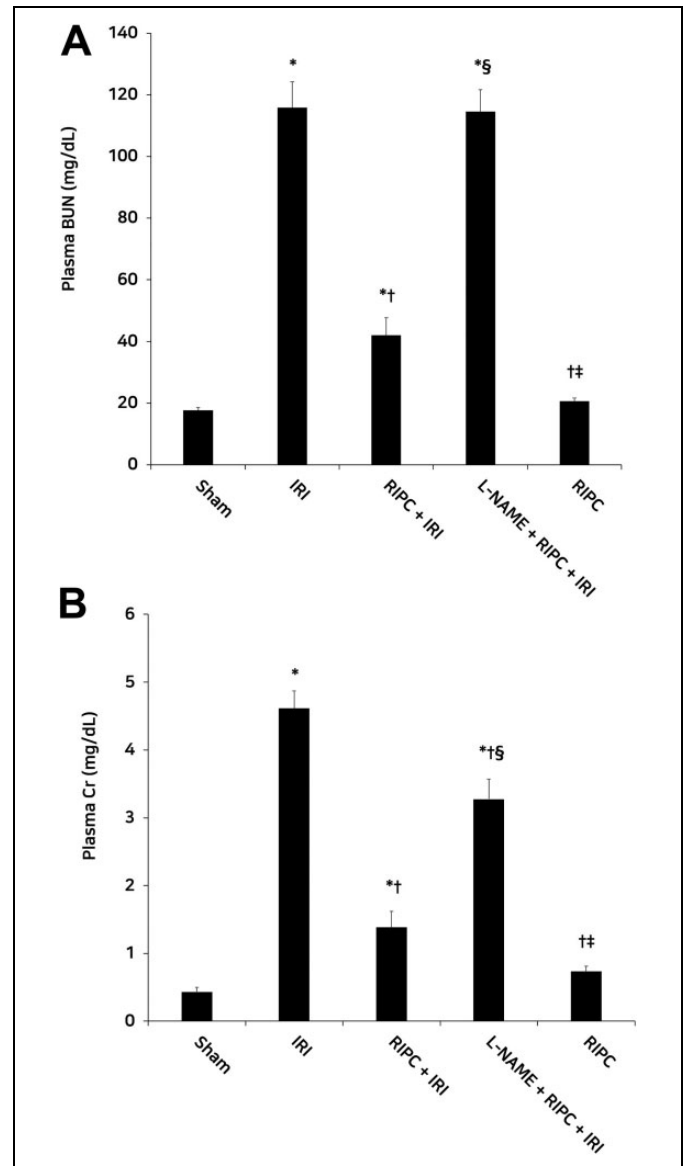 A
Plasma BUN (mg/dL)
140
120
100
80
60
40
20
0
*
*†
*§
†‡
Sham
IRI
RIPC + IRI
L-NAME + RIPC + IRI
RIPC
B
Plasma Cr (mg/dL)
6
5
4
3
2
1
0
*
*†
*†§
†‡
Sham
IRI
RIPC + IRI
L-NAME + RIPC + IRI
RIPC